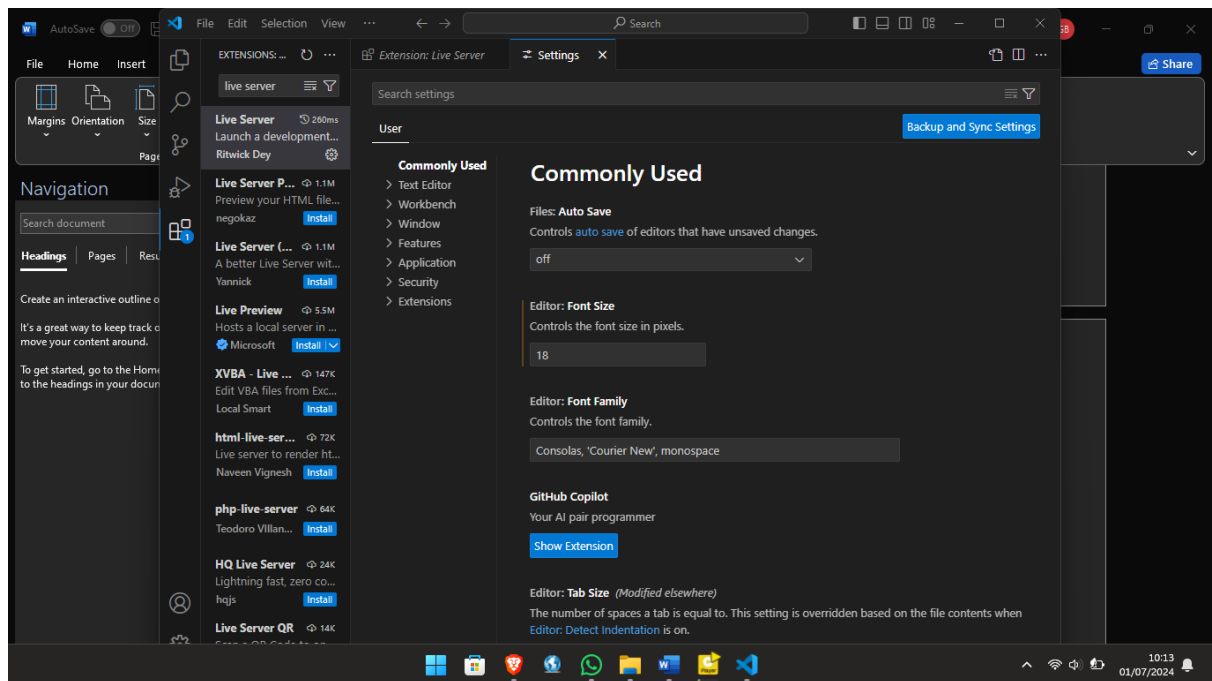 AutoSave Off
File Home Insert
Share
Margins Orientation Size
Page
Navigation
Search document
Headings Pages Resu
Create an interactive outline o
It's a great way to keep track o
move your content around.
To get started, go to the Home
to the headings in your docum
File Edit Selection View ...
Search
EXTENSIONS: ...
live server
Live Server 260ms
Launch a development...
Ritwick Dey
Live Server P... 1.1M
Preview your HTML file...
negokaz Install
Live Server (... 1.1M
A better Live Server wit...
Yannick Install
Live Preview 5.5M
Hosts a local server in ...
Microsoft Install
XVBA - Live ... 147K
Edit VBA files from Exc...
Local Smart Install
html-live-ser... 72K
Live server to render ht...
Naveen Vignesh Install
php-live-server 64K
Teodoro VIllan... Install
HQ Live Server 24K
Lightning fast, zero co...
hqjs Install
Live Server QR 14K
1
Extension: Live Server Settings
Search settings
User
Backup and Sync Settings
Commonly Used
Text Editor
Workbench
Window
Features
Application
Security
Extensions
Commonly Used
Files: Auto Save
Controls auto save of editors that have unsaved changes.
off
Editor: Font Size
Controls the font size in pixels.
18
Editor: Font Family
Controls the font family.
Consolas, 'Courier New', monospace
GitHub Copilot
Your AI pair programmer
Show Extension
Editor: Tab Size (Modified elsewhere)
The number of spaces a tab is equal to. This setting is overridden based on the file contents when
Editor: Detect Indentation is on.
10:13
01/07/2024